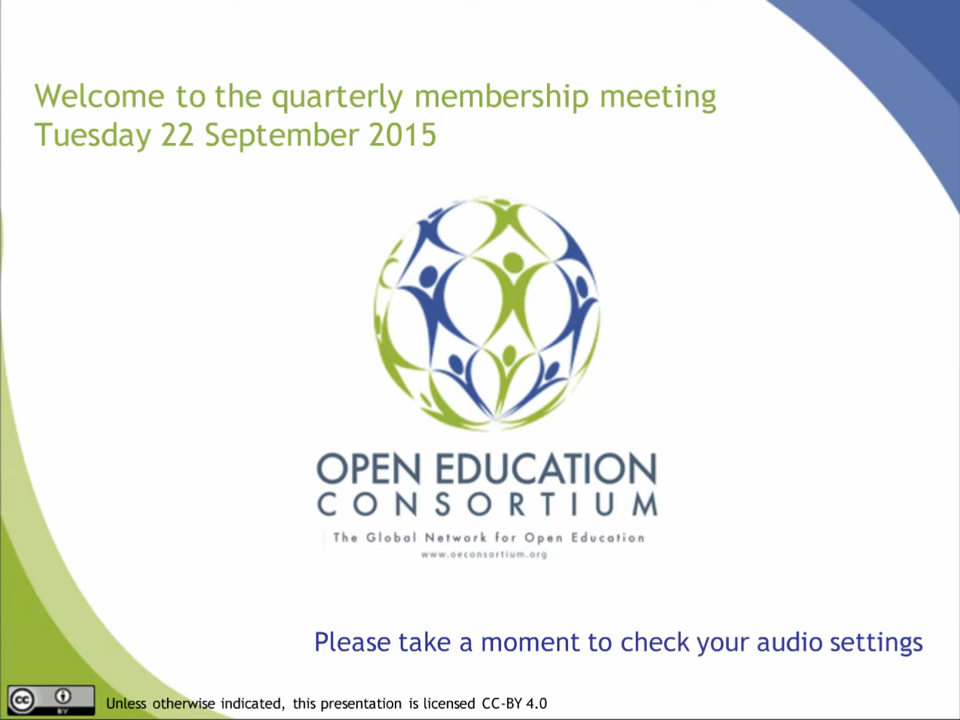 Welcome to the quarterly membership meeting
Tuesday 22 September 2015
OPEN EDUCATION
CONSORTIUM
The Global Network for Open Education
www.oeconsortium.org
Please take a moment to check your audio settings
cc BY
Unless otherwise indicated, this presentation is licensed CC-BY 4.0